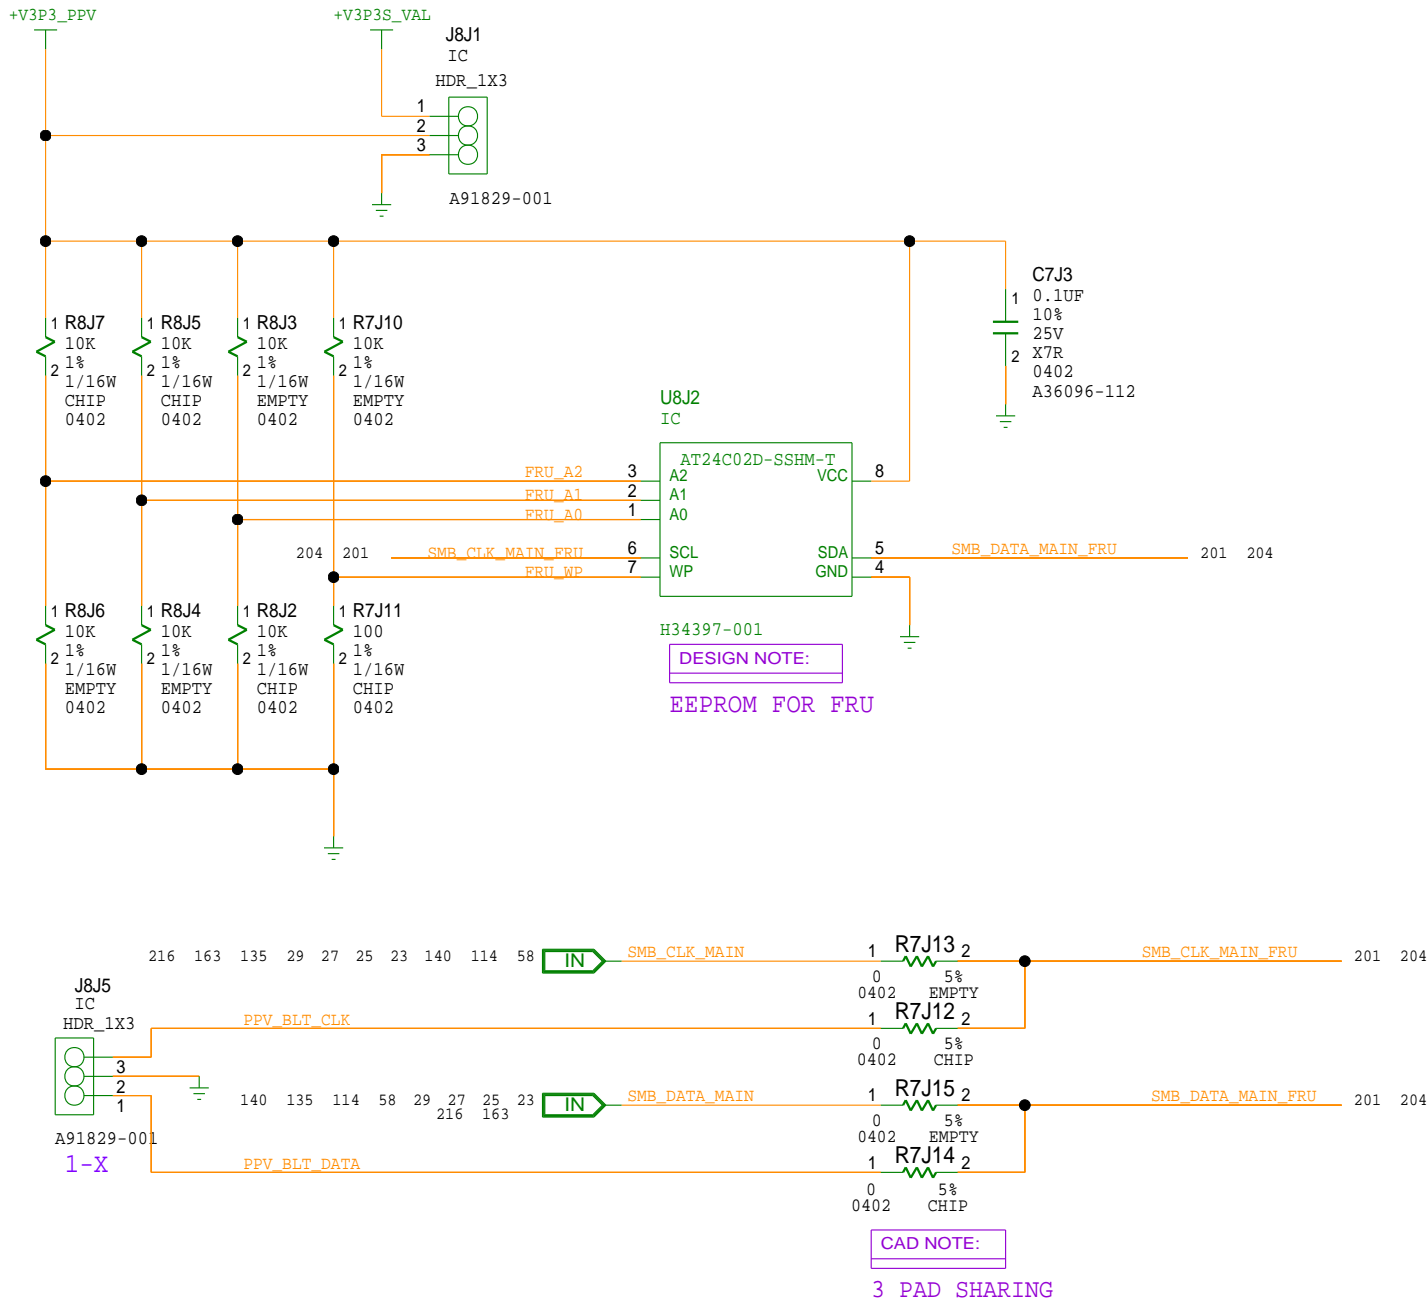 +V3P3_PPV
+V3P3S_VAL
J8J1
IC
HDR_1X3
1
2
3
A91829-001
C7J3
1 0.1UF
10%
25V
2 X7R
0402
A36096-112
1 R8J7
10K
1%
2 1/16W
CHIP
0402
1 R8J5
10K
1%
2 1/16W
CHIP
0402
1 R8J3
10K
1%
2 1/16W
EMPTY
0402
1 R7J10
10K
1%
2 1/16W
EMPTY
0402
U8J2
IC
AT24C02D-SSHM-T
FRU_A2 3 A2 VCC 8
FRU_A1 2 A1
FRU_A0 1 A0
204 201 SMB_CLK_MAIN_FRU 6 SCL SDA 5 SMB_DATA_MAIN_FRU 201 204
FRU_WP 7 WP GND 4
H34397-001
DESIGN NOTE:
EEPROM FOR FRU
1 R8J6
10K
1%
2 1/16W
EMPTY
0402
1 R8J4
10K
1%
2 1/16W
EMPTY
0402
1 R8J2
10K
1%
2 1/16W
CHIP
0402
1 R7J11
100
1%
2 1/16W
CHIP
0402
216 163 135 29 27 25 23 140 114 58 IN SMB_CLK_MAIN 1 R7J13 2 SMB_CLK_MAIN_FRU 201 204
0 5%
0402 EMPTY
J8J5
IC
HDR_1X3
3
2
1
A91829-001
1-X
PPV_BLT_CLK 1 R7J12 2
0 5%
0402 CHIP
140 135 114 58 29 27 25 23 IN SMB_DATA_MAIN 1 R7J15 2 SMB_DATA_MAIN_FRU 201 204
216 163
0 5%
0402 EMPTY
PPV_BLT_DATA 1 R7J14 2
0 5%
0402 CHIP
CAD NOTE:
3 PAD SHARING